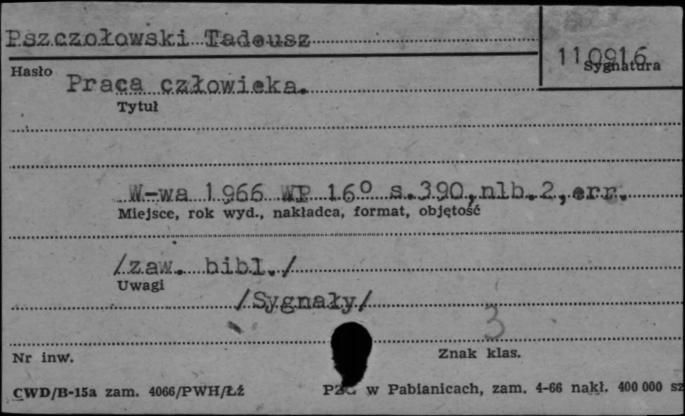 Pszczołowski Tadeusz
110916
Hasło
Sygnatura
Praca człowieka.
Tytuł
W-wa 1966 WP 16° s.390,nlb.2,err.
Miejsce, rok wyd., nakładca, format, objętość
/zaw. bibl./
Uwagi
/Sygnały/
3
Nr inw.
Znak klas.
CWD/B-15a zam. 4066/PWH/Łź
w Pabianicach, zam. 4-66 nakł. 400 000 sz